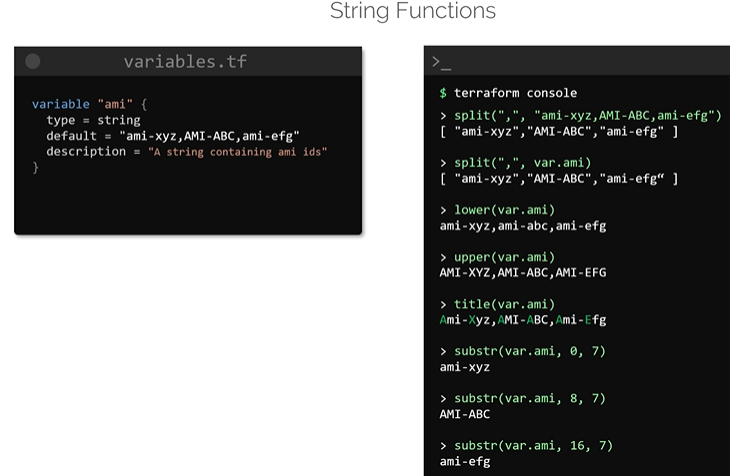 String Functions
variables.tf
variable "ami" {
  type = string
  default = "ami-xyz,AMI-ABC,ami-efg"
  description = "A string containing ami ids"
}
>_
$ terraform console
> split(",", "ami-xyz,AMI-ABC,ami-efg")
[ "ami-xyz","AMI-ABC","ami-efg" ]
> split(",", var.ami)
[ "ami-xyz","AMI-ABC","ami-efg“ ]
> lower(var.ami)
ami-xyz,ami-abc,ami-efg
> upper(var.ami)
AMI-XYZ,AMI-ABC,AMI-EFG
> title(var.ami)
Ami-Xyz,AMI-ABC,Ami-Efg
> substr(var.ami, 0, 7)
ami-xyz
> substr(var.ami, 8, 7)
AMI-ABC
> substr(var.ami, 16, 7)
ami-efg